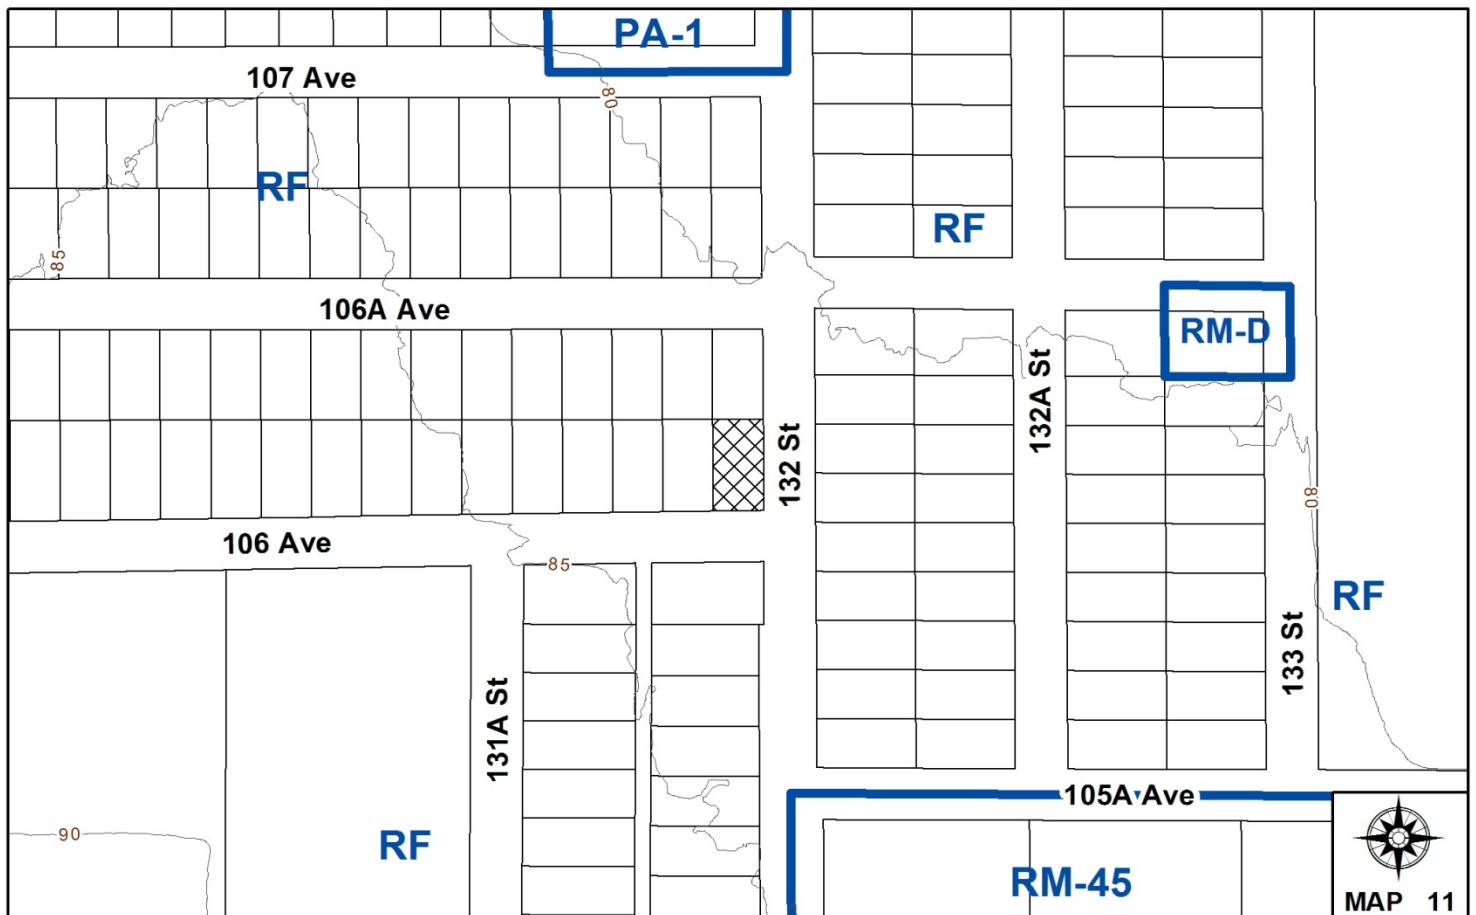 PA-1
107 Ave
80
RF
RF
85
106A Ave
RM-D
132A St
132 St
80
106 Ave
85
RF
133 St
131A St
105A Ave
90
RF
RM-45
MAP 11